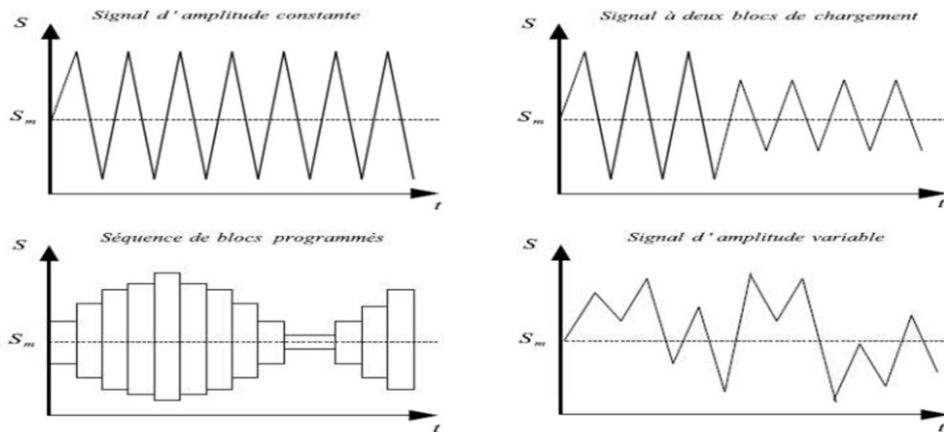 Signal d'amplitude constante
S
S_m
t
Signal à deux blocs de chargement
S
S_m
t
Séquence de blocs programmés
S
S_m
t
Signal d'amplitude variable
S
S_m
t